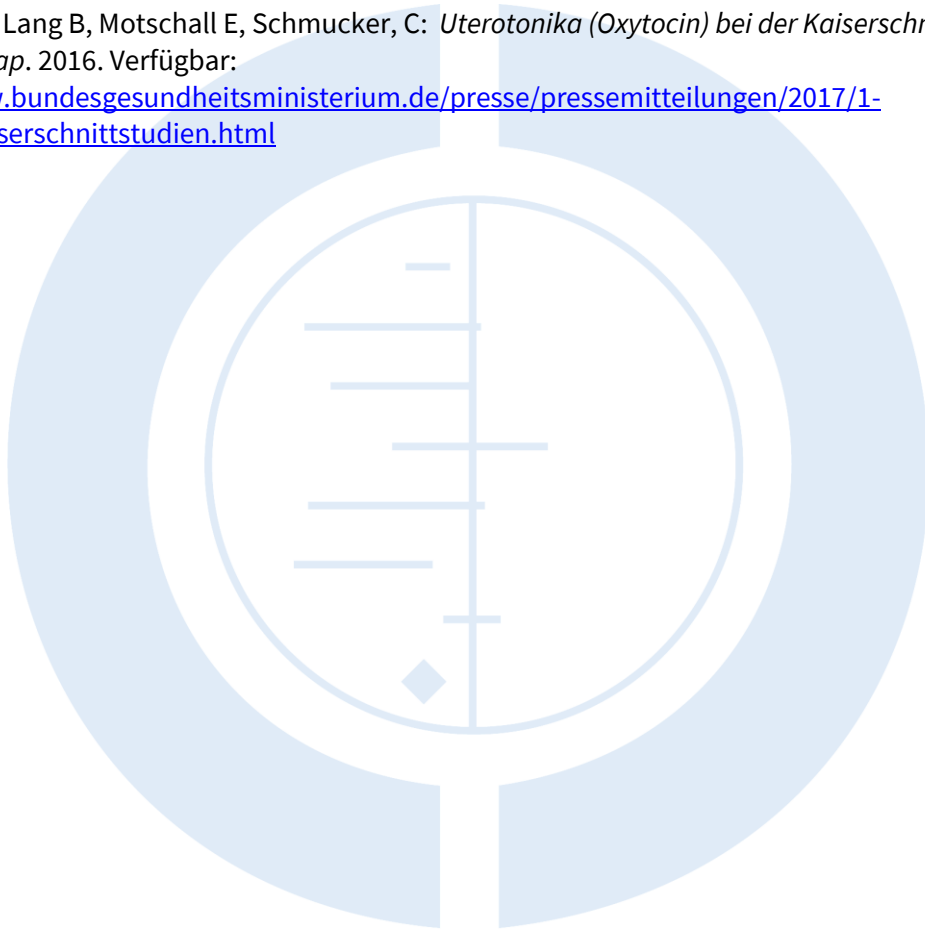 Lang B, Motschall E, Schmucker, C: Uterotonika (Oxytocin) bei der Kaiserschn
ap. 2016. Verfügbar:
.bundesgesundheitsministerium.de/presse/pressemitteilungen/2017/1-
serschnittstudien.html